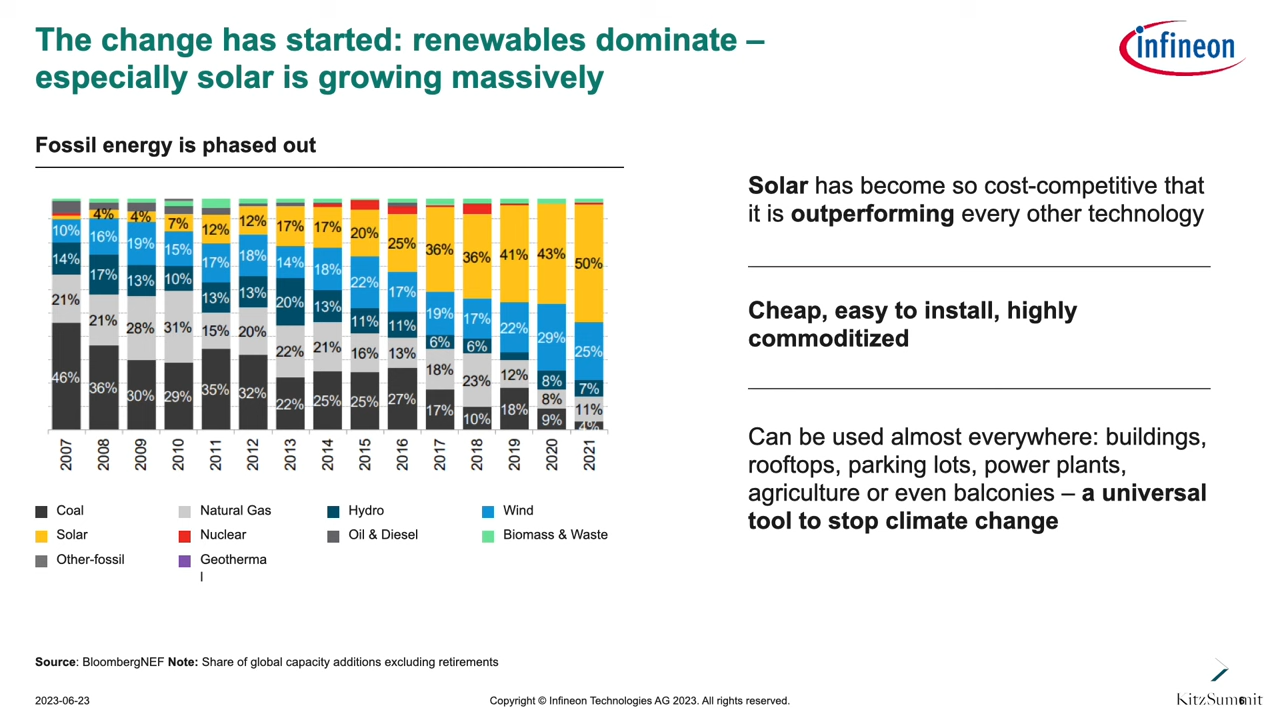 The change has started: renewables dominate –
especially solar is growing massively
infineon
Fossil energy is phased out
4% 4% 7% 12% 12% 17% 17% 20% 25% 36% 36% 41% 43% 50%
10% 16% 19% 15% 17% 18% 14% 18% 22% 17% 19% 17% 22% 29% 25%
14% 17% 13% 10% 13% 13% 20% 13% 11% 11% 6% 6% 8% 7%
21% 21% 28% 31% 15% 20% 22% 21% 16% 13% 18% 23% 12% 8% 11%
46% 36% 30% 29% 35% 32% 22% 25% 25% 27% 17% 10% 18% 9% 4%
2007 2008 2009 2010 2011 2012 2013 2014 2015 2016 2017 2018 2019 2020 2021
Coal Natural Gas Hydro Wind
Solar Nuclear Oil & Diesel Biomass & Waste
Other-fossil Geotherma
l
Solar has become so cost-competitive that
it is outperforming every other technology
Cheap, easy to install, highly
commoditized
Can be used almost everywhere: buildings,
rooftops, parking lots, power plants,
agriculture or even balconies – a universal
tool to stop climate change
Source: BloombergNEF Note: Share of global capacity additions excluding retirements
2023-06-23
Copyright © Infineon Technologies AG 2023. All rights reserved.
KitzSummit
6